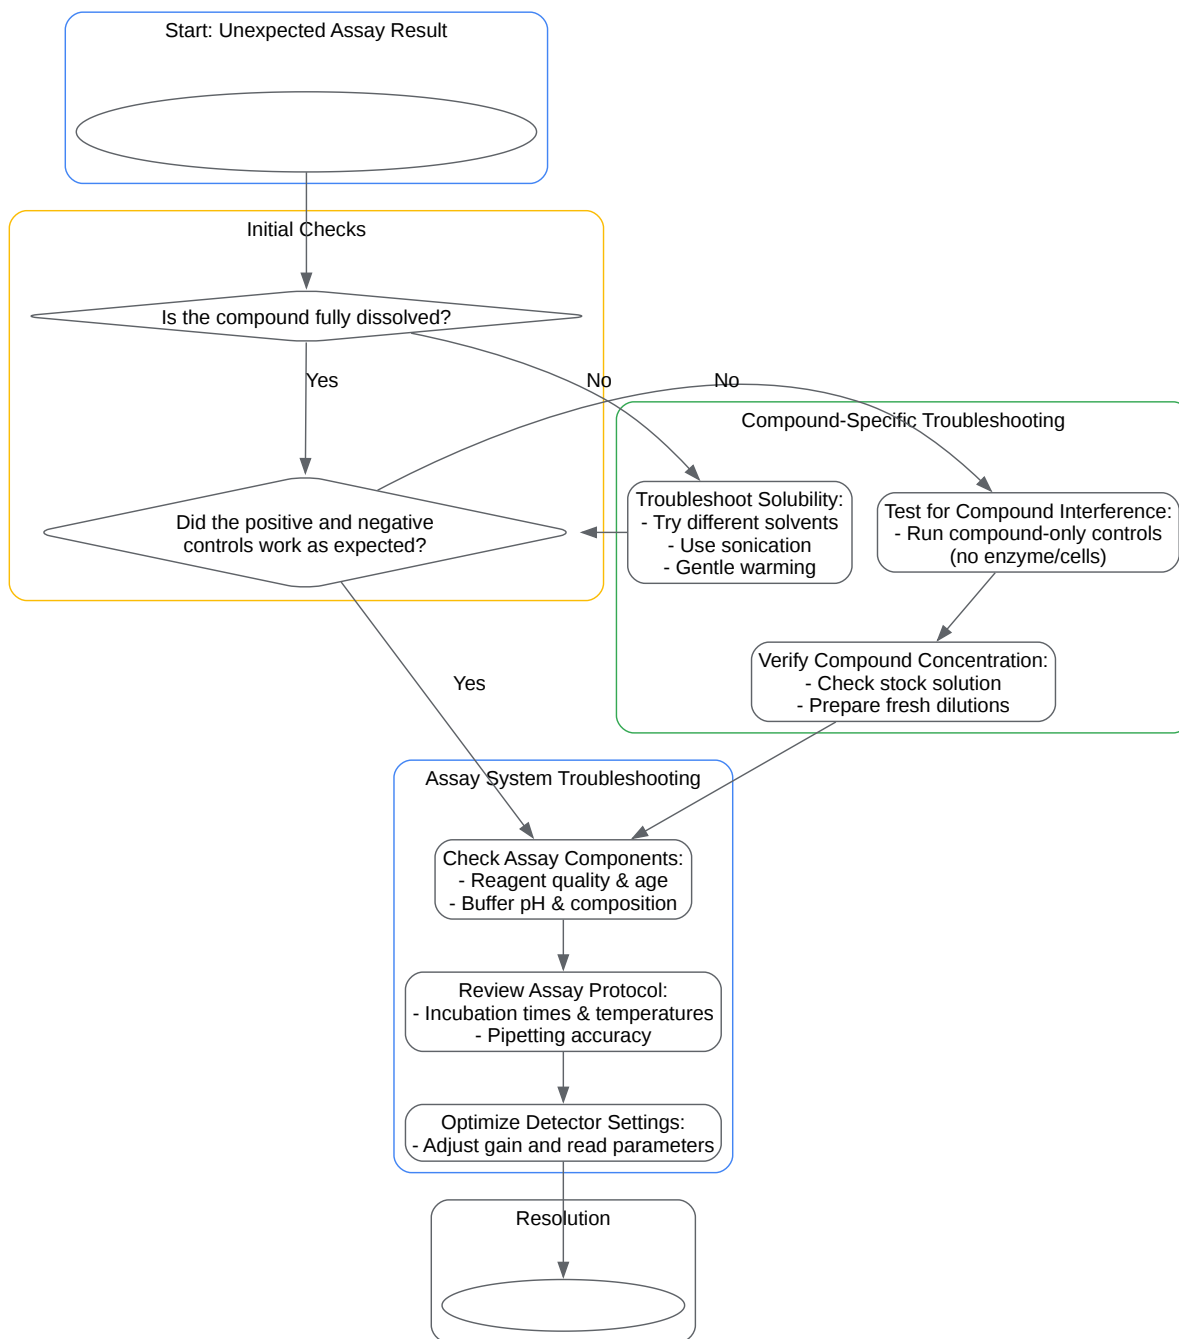 Start: Unexpected Assay Result
Initial Checks
Is the compound fully dissolved?
Yes
No
No
Compound-Specific Troubleshooting
Did the positive and negative
controls work as expected?
Troubleshoot Solubility:
- Try different solvents
- Use sonication
- Gentle warming
Test for Compound Interference:
- Run compound-only controls
(no enzyme/cells)
Verify Compound Concentration:
- Check stock solution
- Prepare fresh dilutions
Yes
Assay System Troubleshooting
Check Assay Components:
- Reagent quality & age
- Buffer pH & composition
Review Assay Protocol:
- Incubation times & temperatures
- Pipetting accuracy
Optimize Detector Settings:
- Adjust gain and read parameters
Resolution